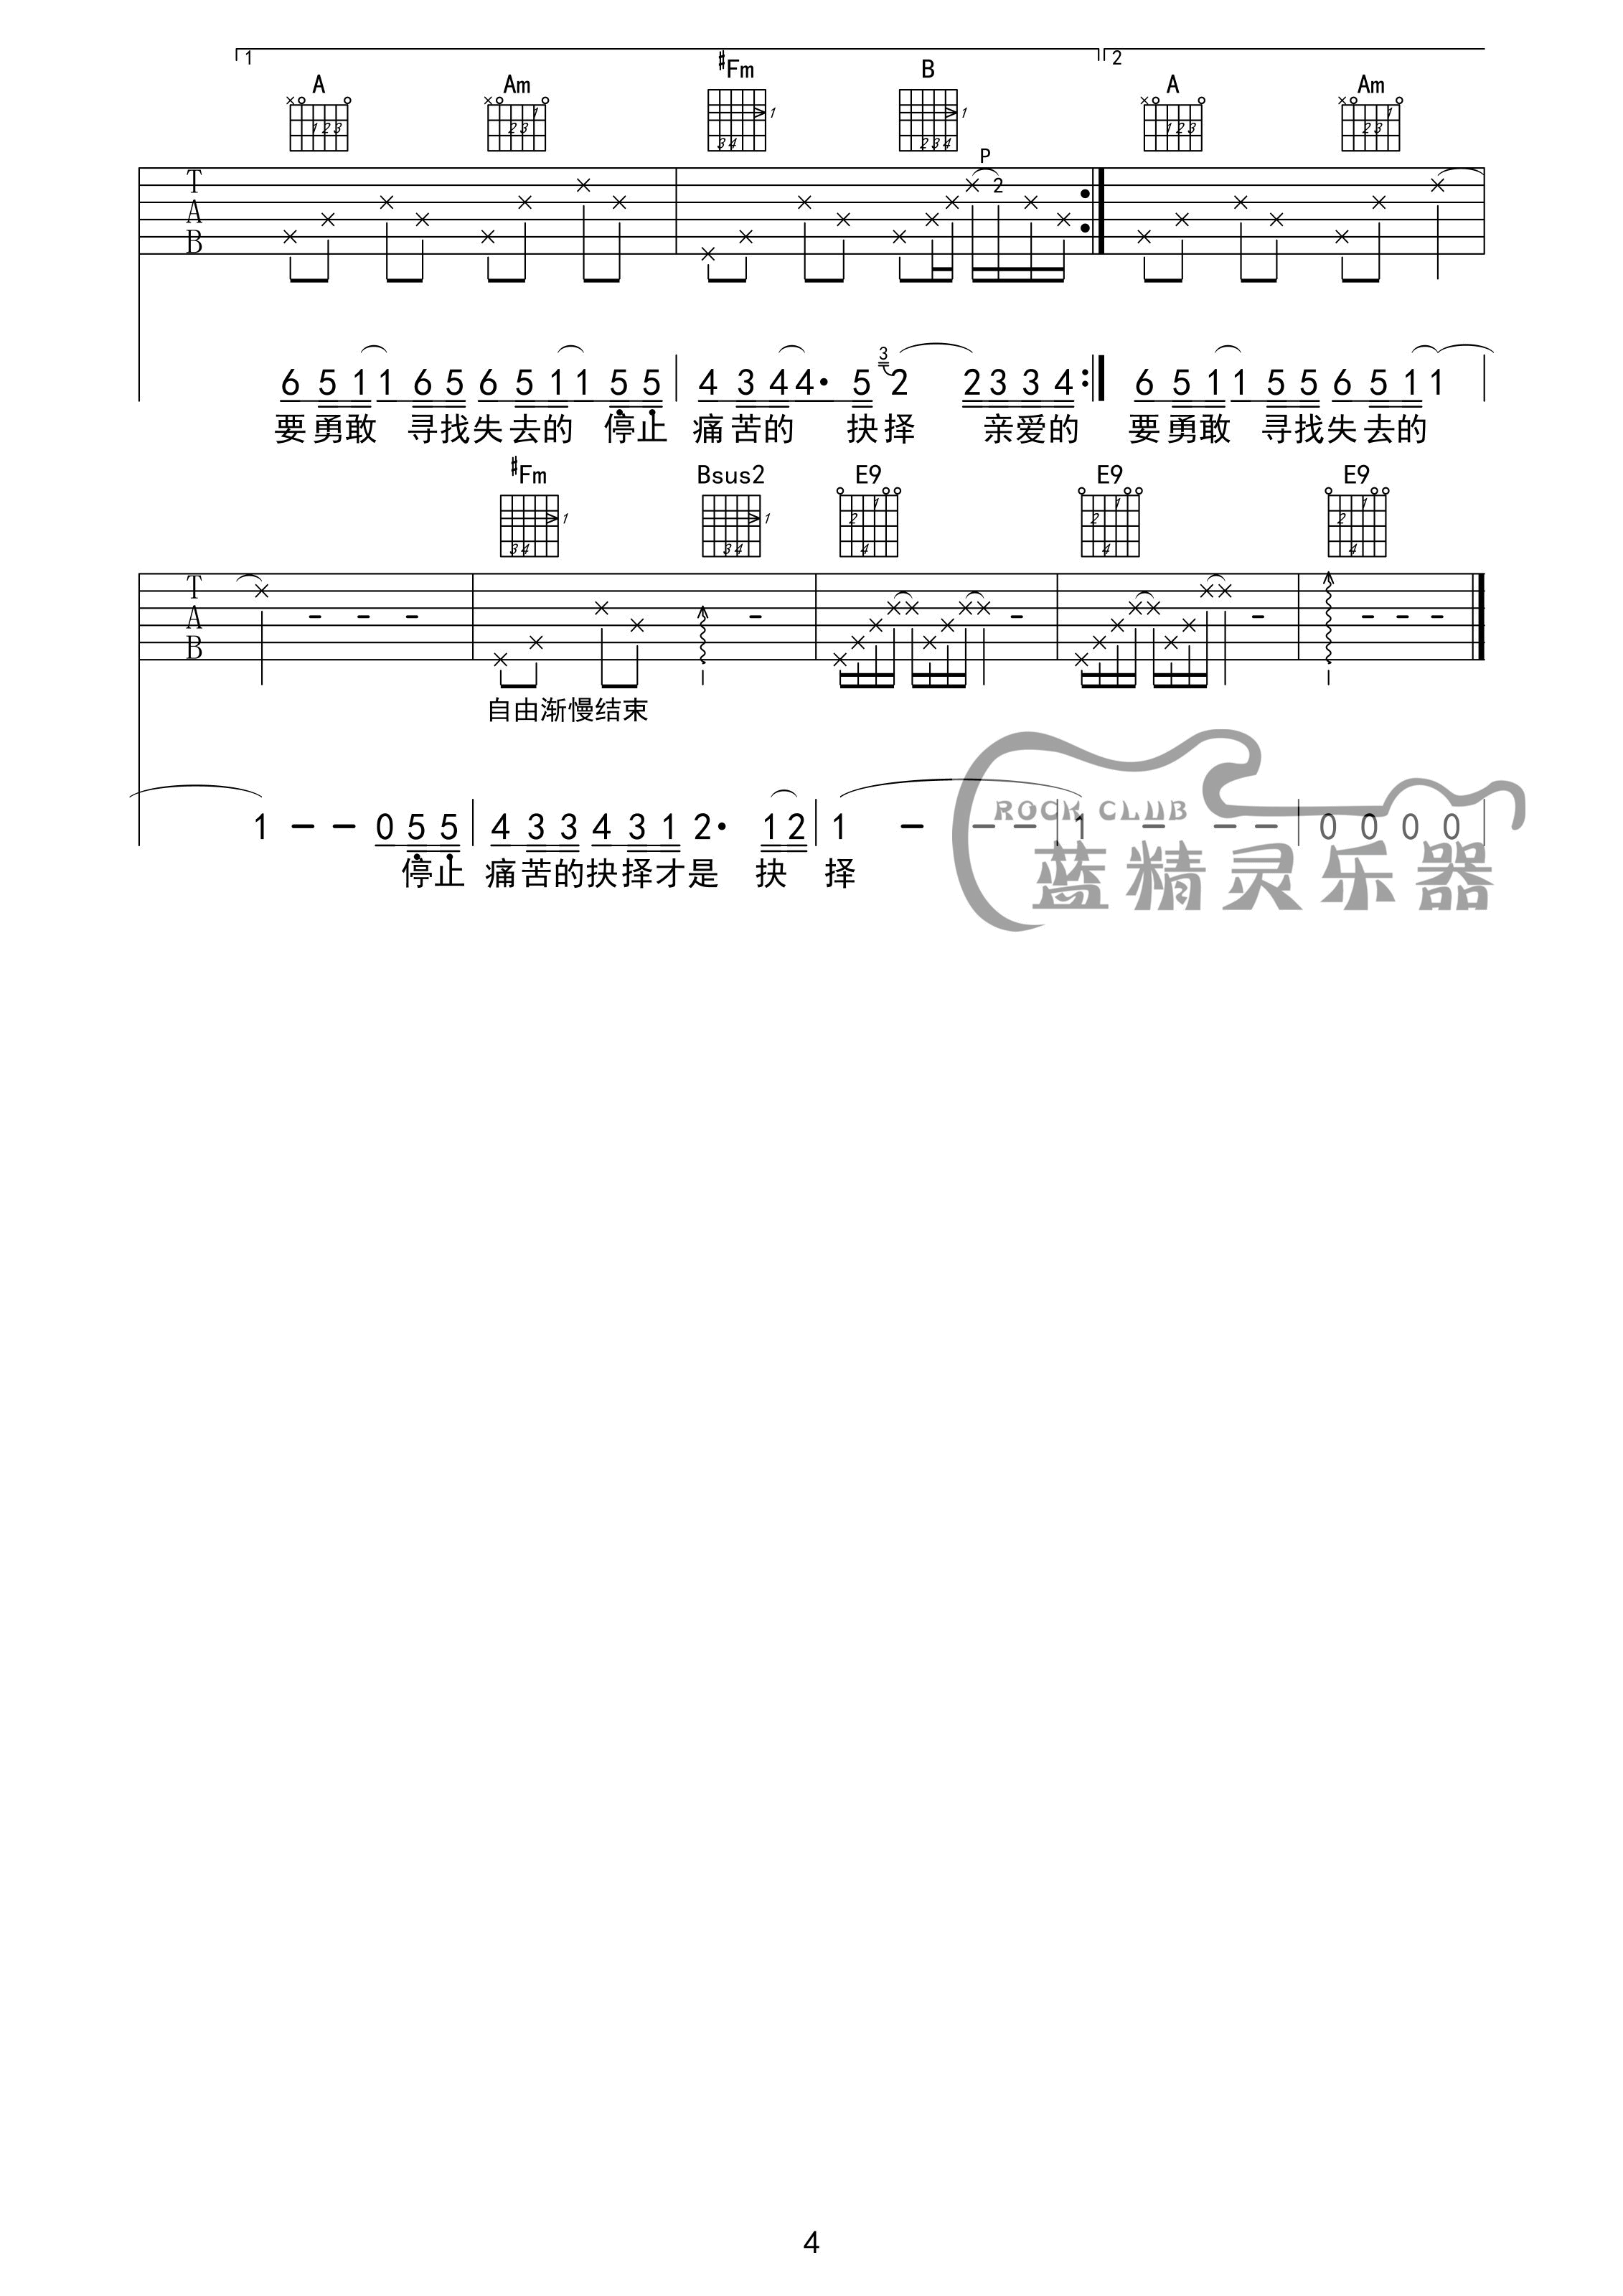 1 2
A Am #Fm B A Am
P
2
T
A
B
3
6 5 1 1 6 5 6 5 1 1 5 5 4 3 4 4· 5 2 2 3 3 4 6 5 1 1 5 5 6 5 1 1
要勇敢 寻找失去的 停止 痛苦的 抉择 亲爱的 要勇敢 寻找失去的
#Fm Bsus2 E9 E9 E9
T
A
B
自由渐慢结束
1 – – 0 5 5 4 3 3 4 3 1 2· 1 2 1 – – – 1 – – – 0 0 0 0
停止 痛苦的抉择才是 抉 择
ROCK CLUB
蓝精灵乐器
4